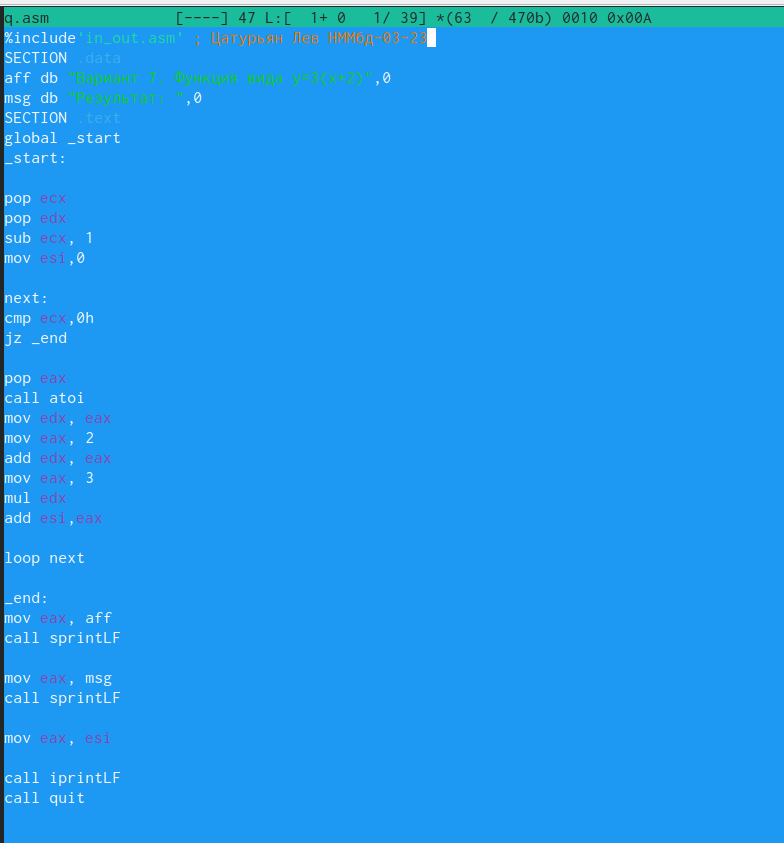 q.asm [----] 47 L:[ 1+ 0 1/ 39] *(63 / 470b) 0010 0x00A
%include'in_out.asm' ; Цатурьян Лев НММбд-03-23
SECTION .data
aff db "Вариант 7. Функция вида y=3(x+2)",0
msg db "Результат: ",0
SECTION .text
global _start
_start:
pop ecx
pop edx
sub ecx, 1
mov esi,0
next:
cmp ecx,0h
jz _end
pop eax
call atoi
mov edx, eax
mov eax, 2
add edx, eax
mov eax, 3
mul edx
add esi,eax
loop next
_end:
mov eax, aff
call sprintLF
mov eax, msg
call sprintLF
mov eax, esi
call iprintLF
call quit